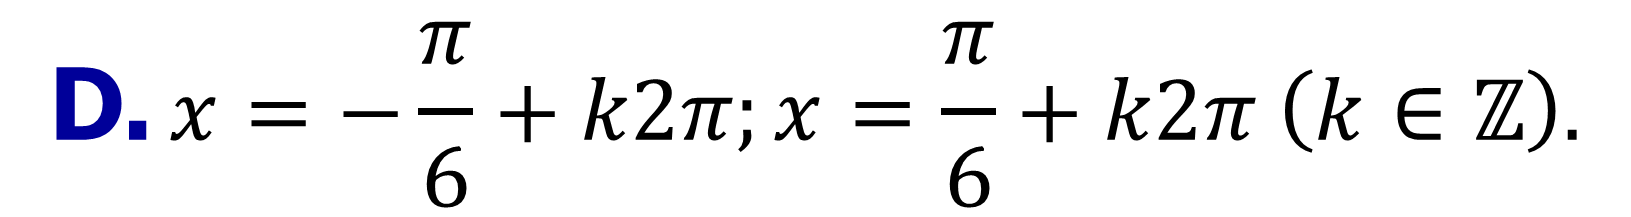 D. x = −π/6 + k2π; x = π/6 + k2π (k ∈ ℤ).